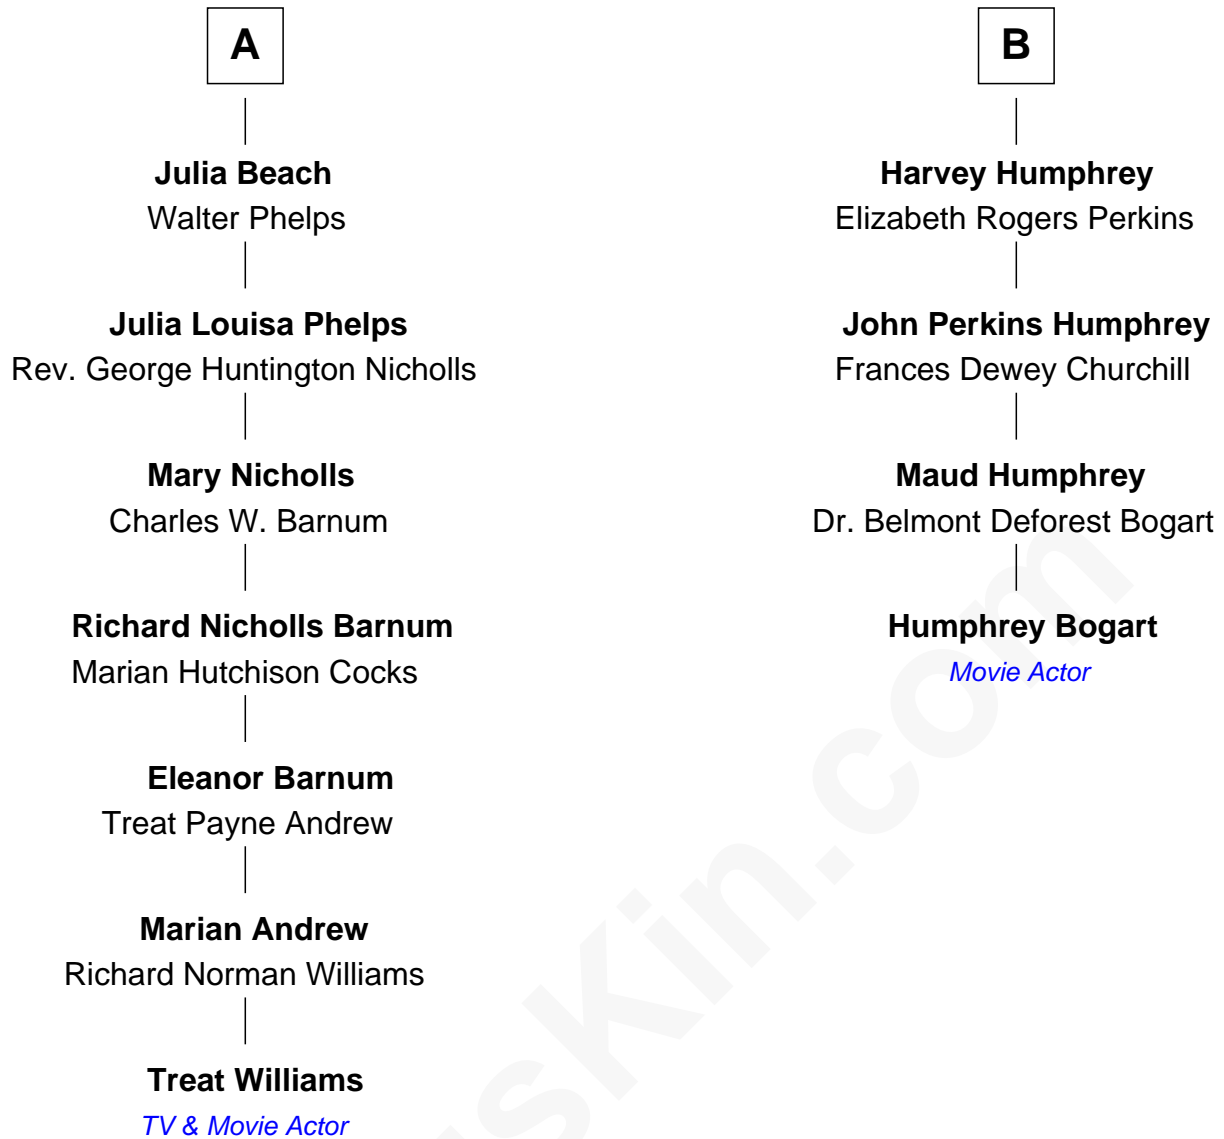 A
Julia Beach
Walter Phelps
Julia Louisa Phelps
Rev. George Huntington Nicholls
Mary Nicholls
Charles W. Barnum
Richard Nicholls Barnum
Marian Hutchison Cocks
Eleanor Barnum
Treat Payne Andrew
Marian Andrew
Richard Norman Williams
Treat Williams
TV & Movie Actor
B
Harvey Humphrey
Elizabeth Rogers Perkins
John Perkins Humphrey
Frances Dewey Churchill
Maud Humphrey
Dr. Belmont Deforest Bogart
Humphrey Bogart
Movie Actor